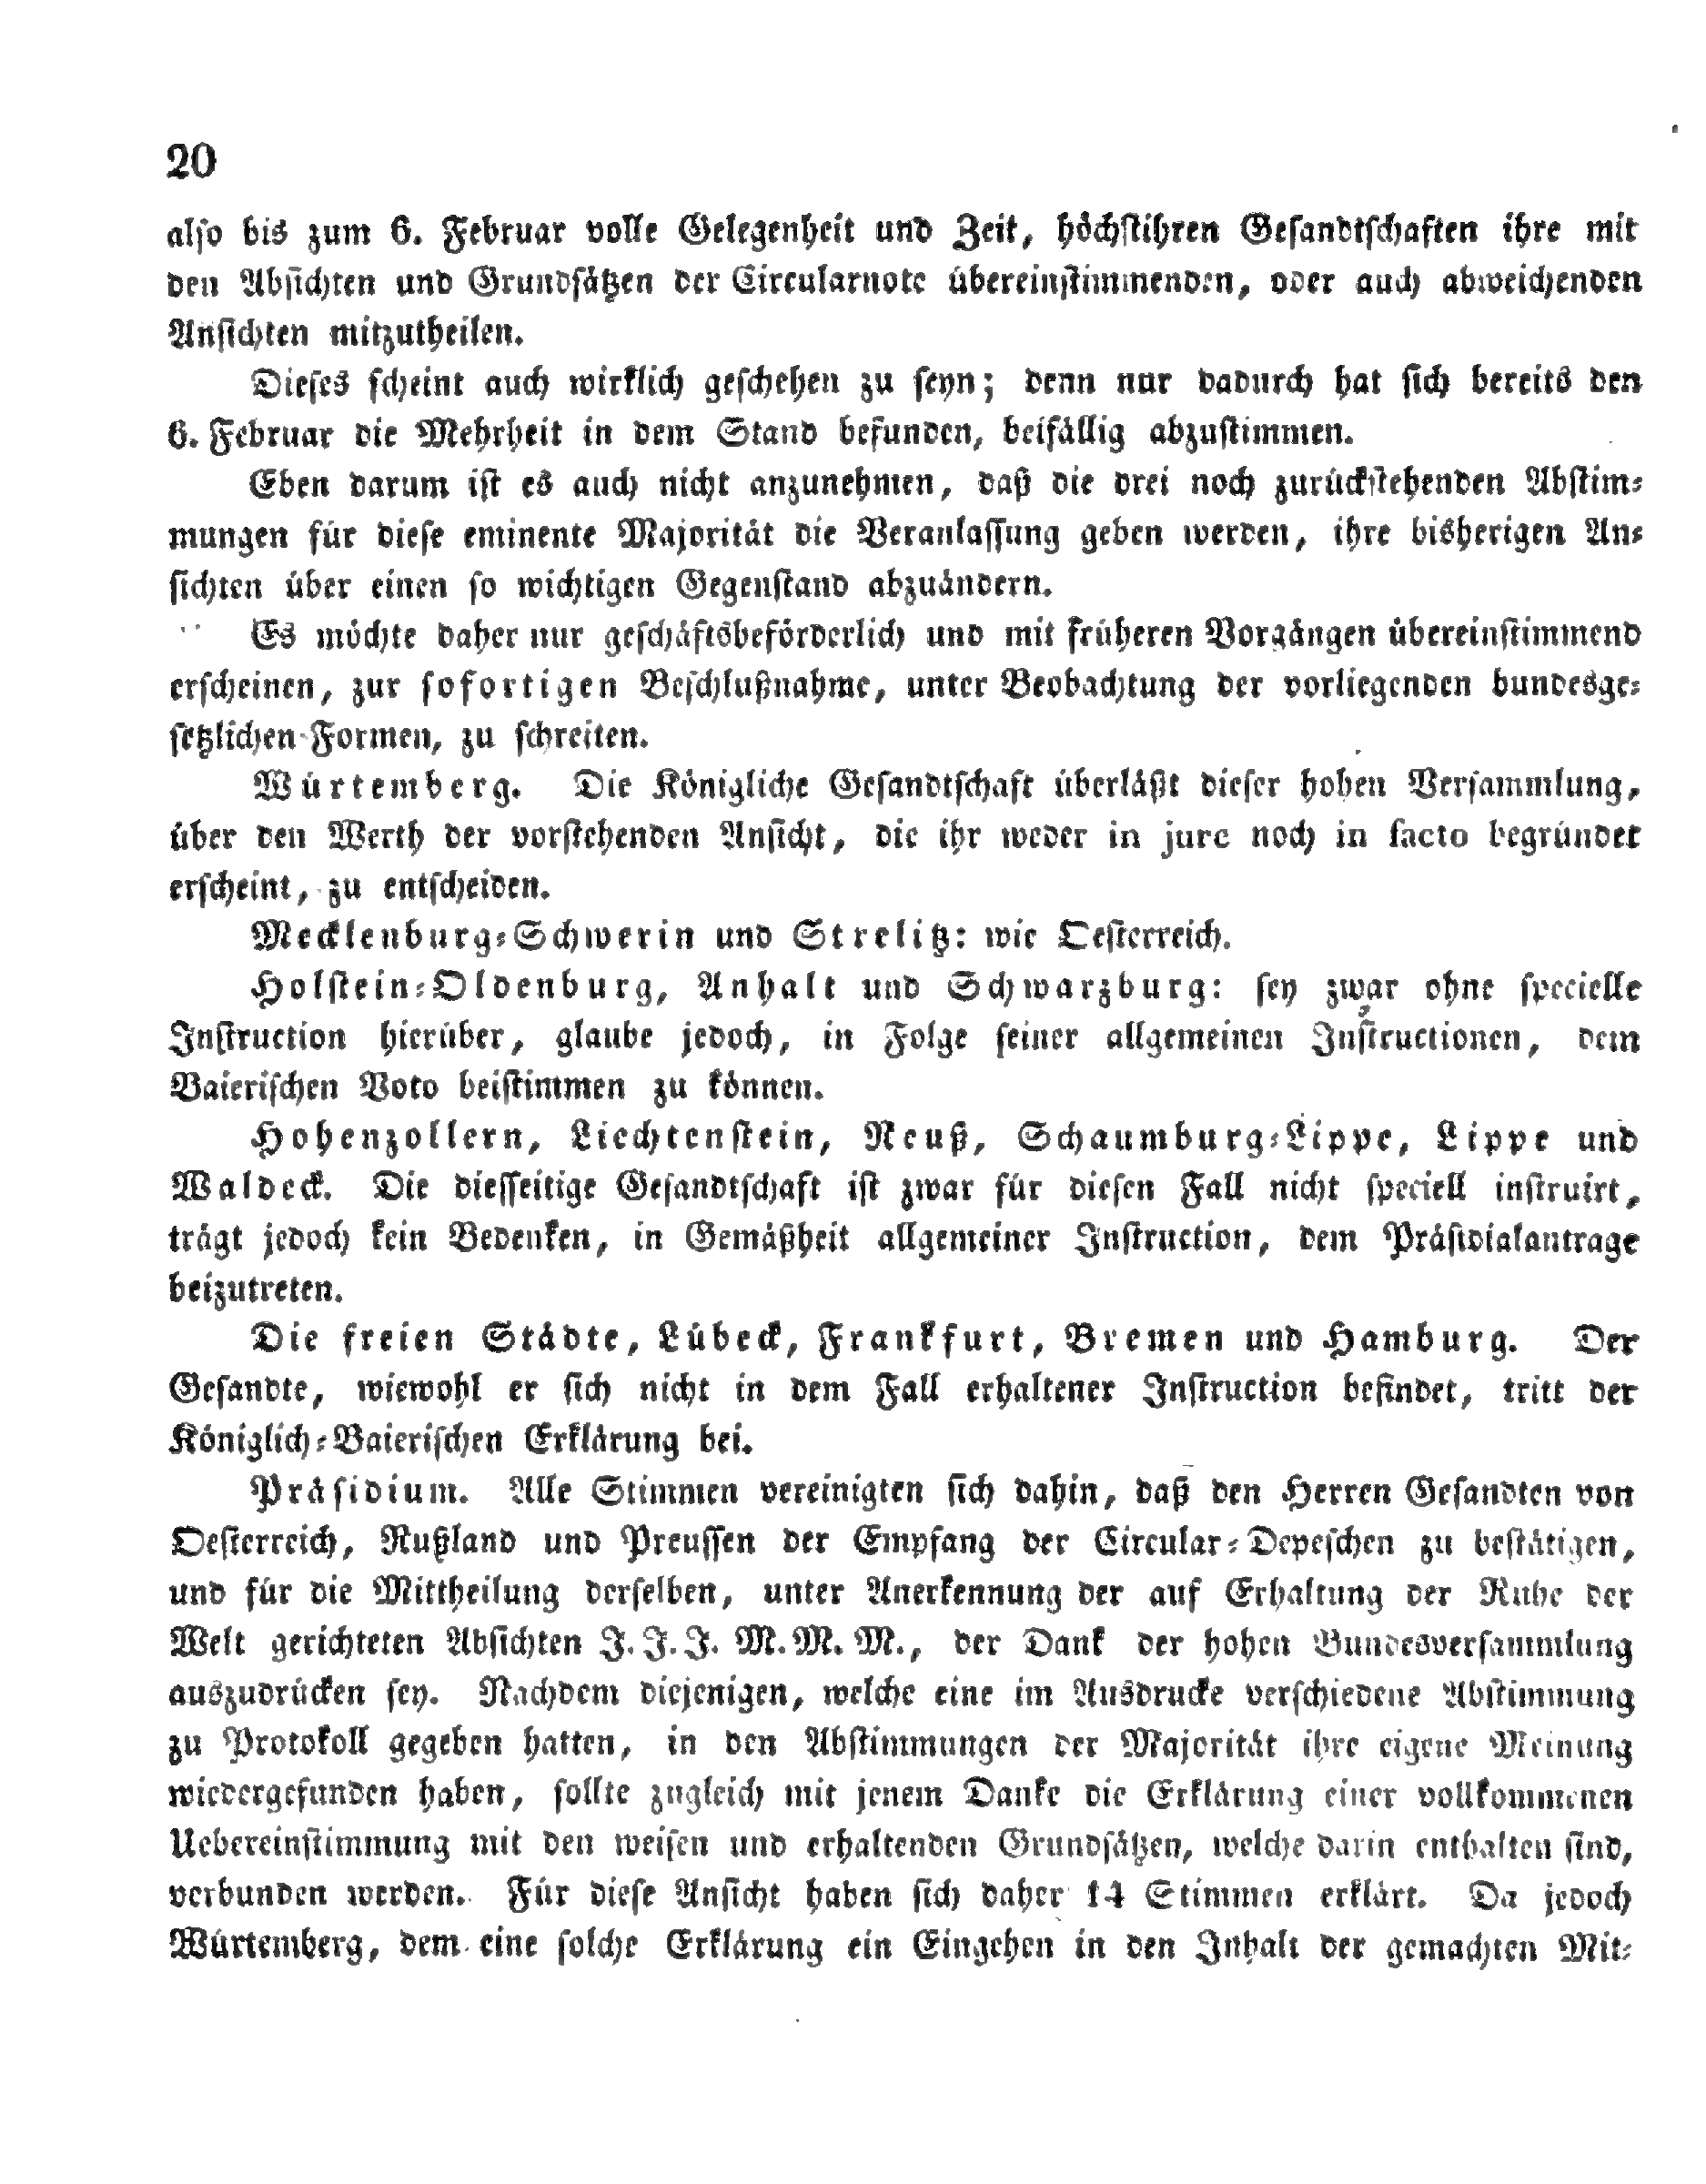 20
also bis zum 6. Februar volle Gelegenheit und Zeit, höchstihren Gesandtschaften ihre mit
den Absichten und Grundsätzen der Circularnote übereinstimmenden, oder auch abweichenden
Ansichten mitzutheilen.
Dieses scheint auch wirklich geschehen zu seyn; denn nur dadurch hat sich bereits den
6. Februar die Mehrheit in dem Stand befunden, beifällig abzustimmen.
Eben darum ist es auch nicht anzunehmen, daß die drei noch zurückstehenden Abstim-
mungen für diese eminente Majorität die Veranlassung geben werden, ihre bisherigen An-
sichten über einen so wichtigen Gegenstand abzuändern.
Es möchte daher nur geschäftsbeförderlich und mit früheren Vorgängen übereinstimmend
erscheinen, zur sofortigen Beschlußnahme, unter Beobachtung der vorliegenden bundesge-
setzlichen Formen, zu schreiten.
Würtemberg. Die Königliche Gesandtschaft überläßt dieser hohen Versammlung,
über den Werth der vorstehenden Ansicht, die ihr weder in jure noch in facto begründet
erscheint, zu entscheiden.
Mecklenburg-Schwerin und Strelitz: wie Oesterreich.
Holstein-Oldenburg, Anhalt und Schwarzburg: sey zwar ohne specielle
Instruction hierüber, glaube jedoch, in Folge seiner allgemeinen Instructionen, dem
Baierischen Voto beistimmen zu können.
Hohenzollern, Liechtenstein, Reuß, Schaumburg-Lippe, Lippe und
Waldeck. Die diesseitige Gesandtschaft ist zwar für diesen Fall nicht speciell instruirt,
trägt jedoch kein Bedenken, in Gemäßheit allgemeiner Instruction, dem Präsidialantrage
beizutreten.
Die freien Städte, Lübeck, Frankfurt, Bremen und Hamburg. Der
Gesandte, wiewohl er sich nicht in dem Fall erhaltener Instruction befindet, tritt der
Königlich-Baierischen Erklärung bei.
Präsidium. Alle Stimmen vereinigten sich dahin, daß den Herren Gesandten von
Oesterreich, Rußland und Preussen der Empfang der Circular-Depeschen zu bestätigen,
und für die Mittheilung derselben, unter Anerkennung der auf Erhaltung der Ruhe der
Welt gerichteten Absichten J. J. J. M. M. M., der Dank der hohen Bundesversammlung
auszudrücken sey. Nachdem diejenigen, welche eine im Ausdrucke verschiedene Abstimmung
zu Protokoll gegeben hatten, in den Abstimmungen der Majorität ihre eigene Meinung
wiedergefunden haben, sollte zugleich mit jenem Danke die Erklärung einer vollkommenen
Uebereinstimmung mit den weisen und erhaltenden Grundsätzen, welche darin enthalten sind,
verbunden werden. Für diese Ansicht haben sich daher 14 Stimmen erklärt. Da jedoch
Würtemberg, dem eine solche Erklärung ein Eingehen in den Inhalt der gemachten Mit-